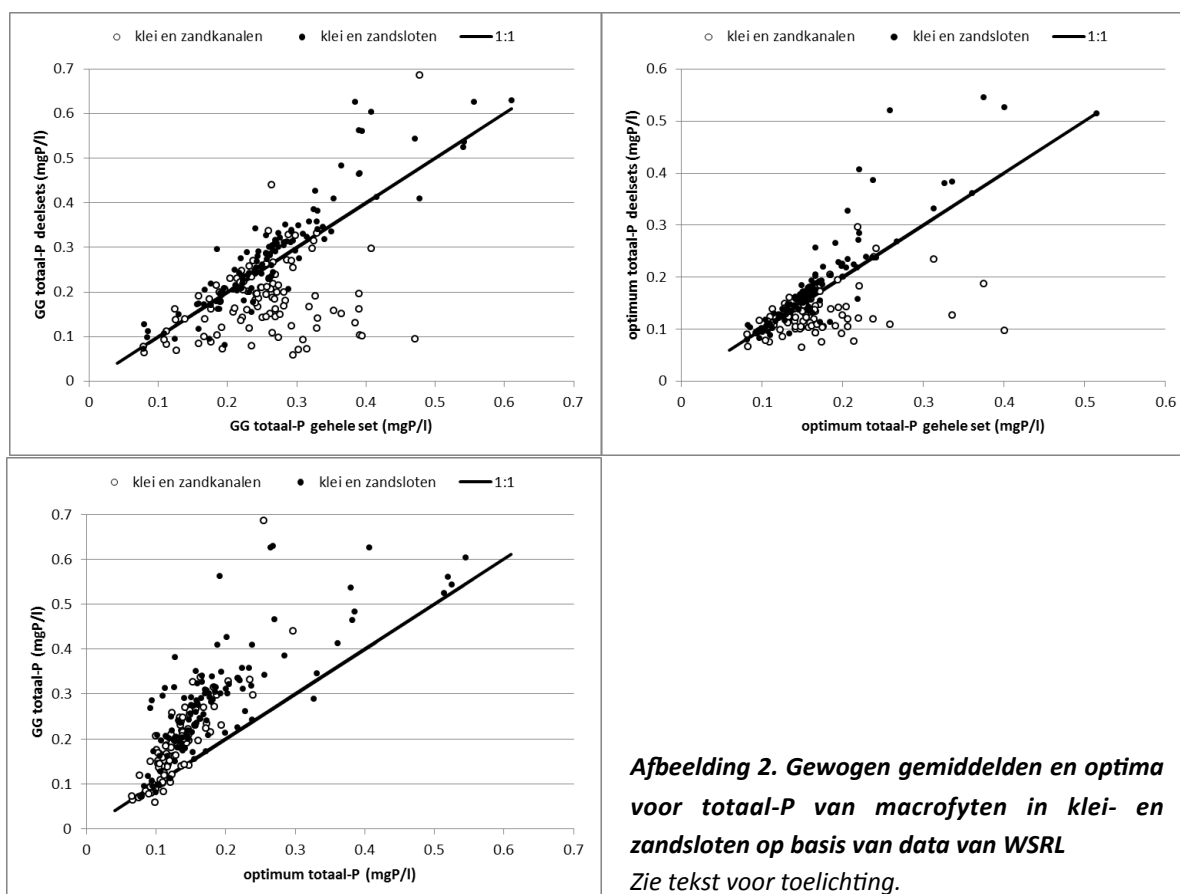 klei en zandkanalen klei en zandsloten 1:1
GG totaal-P deelsets (mgP/l)
0.7
0.6
0.5
0.4
0.3
0.2
0.1
0
0 0.1 0.2 0.3 0.4 0.5 0.6 0.7
GG totaal-P gehele set (mgP/l)
klei en zandkanalen klei en zandsloten 1:1
optimum totaal-P deelsets (mgP/l)
0.6
0.5
0.4
0.3
0.2
0.1
0
0 0.1 0.2 0.3 0.4 0.5 0.6
optimum totaal-P gehele set (mgP/l)
klei en zandkanalen klei en zandsloten 1:1
GG totaal-P (mgP/l)
0.7
0.6
0.5
0.4
0.3
0.2
0.1
0
0 0.1 0.2 0.3 0.4 0.5 0.6 0.7
optimum totaal-P (mgP/l)
Afbeelding 2. Gewogen gemiddelden en optima
voor totaal-P van macrofyten in klei- en
zandsloten op basis van data van WSRL
Zie tekst voor toelichting.